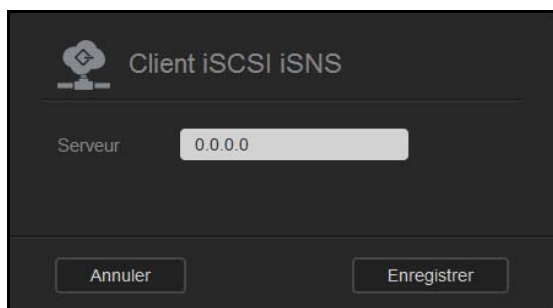 Client iSCSI iSNS
Serveur
0.0.0.0
Annuler
Enregistrer